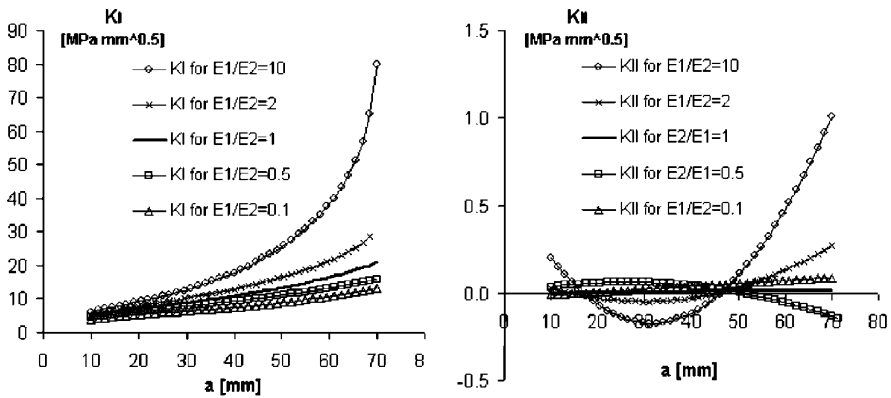 KI
[MPa mm^0.5]
90
80
70
60
50
40
30
20
10
0
KI for E1/E2=10
KI for E1/E2=2
KI for E1/E2=1
KI for E1/E2=0.5
KI for E1/E2=0.1
0 10 20 30 40 50 60 70 8
a [mm]
KII
[MPa mm^0.5]
1.5
1.0
0.5
0.0
-0.5
KII for E1/E2=10
KII for E1/E2=2
KII for E2/E1=1
KII for E2/E1=0.5
KII for E1/E2=0.1
0 10 20 30 40 50 60 70 80
a [mm]